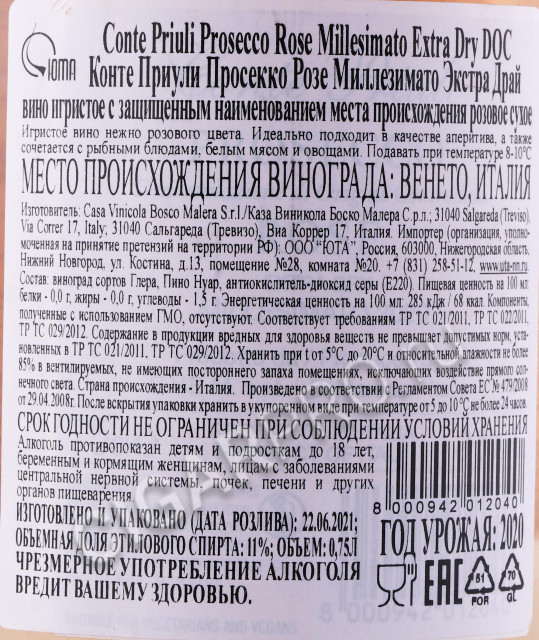 Conte Priuli Prosecco Rose Millesimato Extra Dry DOC
ЮТА
Конте Приули Просекко Розе Миллезимато Экстра Драй
вино игристое с защищенным наименованием места происхождения розовое сухое
Игристое вино нежно розового цвета. Идеально подходит в качестве аперитива, а также
сочетается с рыбными блюдами, белым мясом и овощами. Подавать при температуре 8-10°С
МЕСТО ПРОИСХОЖДЕНИЯ ВИНОГРАДА: ВЕНЕТО, ИТАЛИЯ
Изготовитель: Casa Vinicola Bosco Malera S.r.l./Каза Виникола Боско Малера С.р.л.; 31040 Salgareda (Treviso),
Via Correr 17, Italy; 31040 Сальгареда (Тревизо), Виа Коррер 17, Италия. Импортер (организация, уполно-
моченная на принятие претензий на территории РФ): ООО "ЮТА", Россия, 603000, Нижегородская область,
Нижний Новгород, ул. Костина, д.13, помещение №28, комната №20. +7 (831) 258-51-12, www.uta-nn.ru.
Состав: виноград сортов Глера, Пино Нуар, антиокислитель-диоксид серы (Е220). Пищевая ценность на 100 мл:
белки - 0,0 г, жиры - 0,0 г, углеводы - 1,5 г. Энергетическая ценность на 100 мл: 285 кДж / 68 ккал. Компоненты,
полученные с использованием ГМО, отсутствуют. Соответствует требованиям ТР ТС 021/2011, ТР ТС 022/2011,
ТР ТС 029/2012. Содержание в продукции вредных для здоровья веществ не превышает допустимых норм, уста-
новленных в ТР ТС 021/2011, ТР ТС 029/2012. Хранить при t от 5°С до 20°С и относительной влажности не более
85% в вентилируемых, не имеющих постороннего запаха помещениях, исключающих воздействие прямого сол-
нечного света. Страна происхождения - Италия. Произведено в соответствии с Регламентом Совета ЕС № 479/2008
от 29.04.2008г. После вскрытия упаковки хранить в укупоренном виде при температуре от 5 до 10 °С не более 24 часов.
СРОК ГОДНОСТИ НЕ ОГРАНИЧЕН ПРИ СОБЛЮДЕНИИ УСЛОВИЙ ХРАНЕНИЯ
Алкоголь противопоказан детям и подросткам до 18 лет,
беременным и кормящим женщинам, лицам с заболеваниями
центральной нервной системы, почек, печени и других
органов пищеварения.
8 000942 012040
ИЗГОТОВЛЕНО И УПАКОВАНО (ДАТА РОЗЛИВА): 22.06.2021;
ОБЪЕМНАЯ ДОЛЯ ЭТИЛОВОГО СПИРТА: 11%; ОБЪЕМ: 0,75Л
ГОД УРОЖАЯ: 2020
ЧРЕЗМЕРНОЕ УПОТРЕБЛЕНИЕ АЛКОГОЛЯ
ВРЕДИТ ВАШЕМУ ЗДОРОВЬЮ.
EAC
81
FOR
70
GL